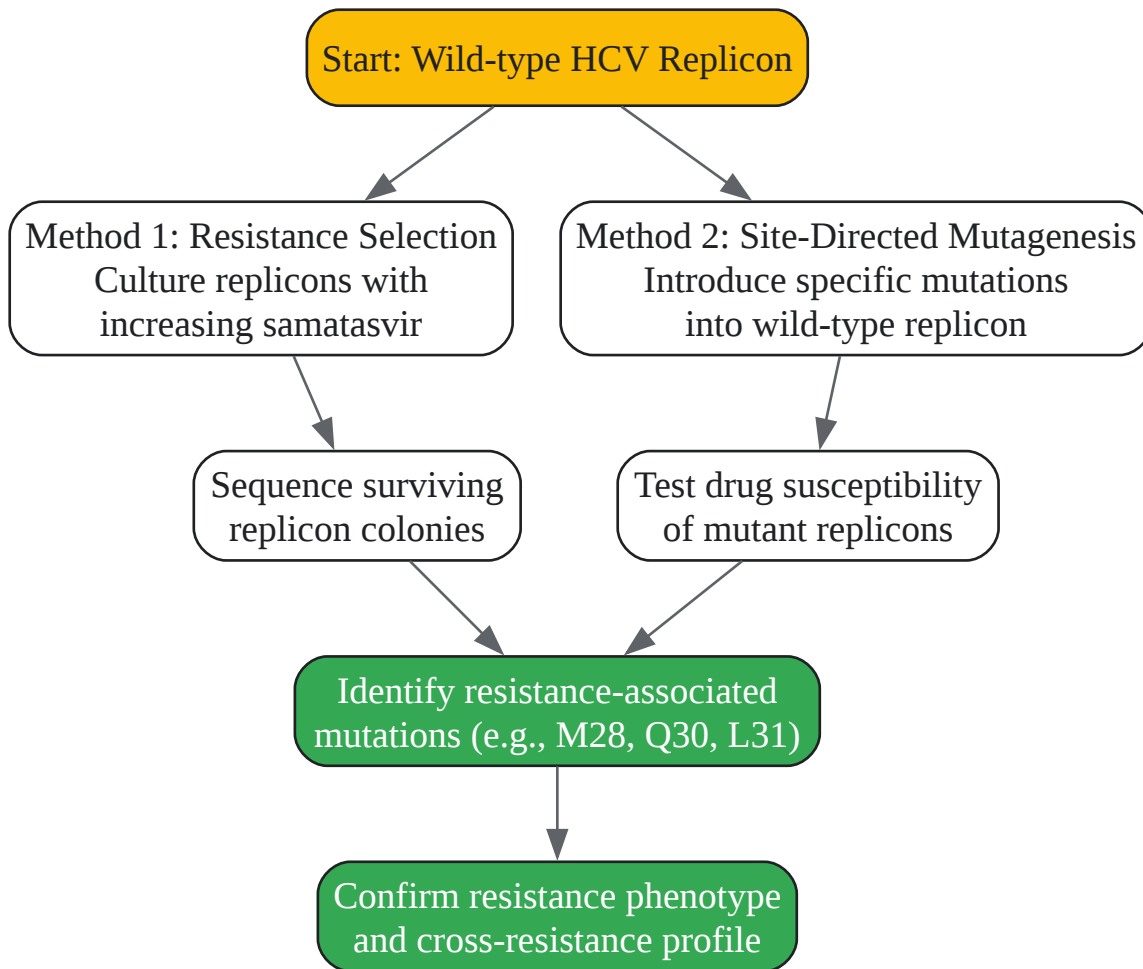 Start: Wild-type HCV Replicon
Method 1: Resistance Selection
Culture replicons with
increasing samatasvir
Method 2: Site-Directed Mutagenesis
Introduce specific mutations
into wild-type replicon
Sequence surviving
replicon colonies
Test drug susceptibility
of mutant replicons
Identify resistance-associated
mutations (e.g., M28, Q30, L31)
Confirm resistance phenotype
and cross-resistance profile